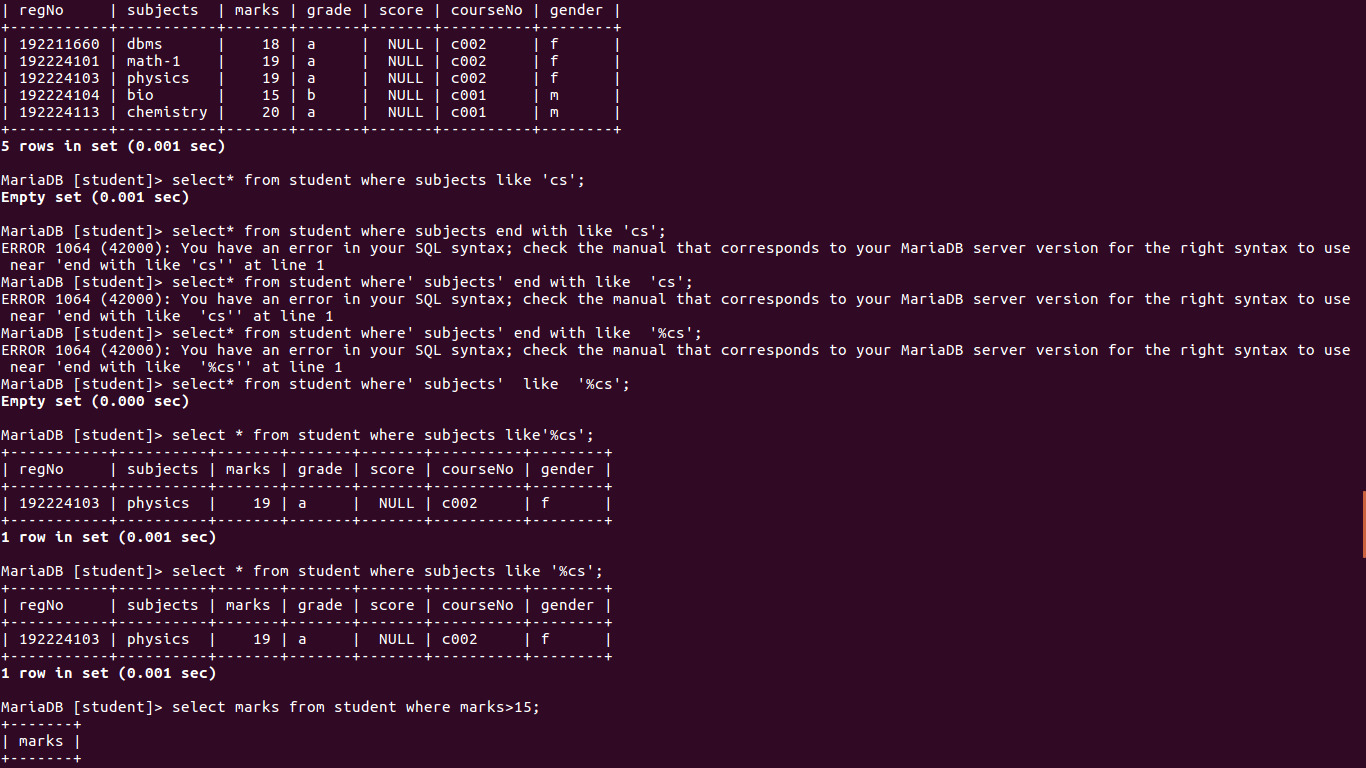 | regNo     | subjects  | marks | grade | score | courseNo | gender |
+-----------+-----------+-------+-------+-------+----------+--------+
| 192211660 | dbms      |    18 | a     |  NULL | c002     | f      |
| 192224101 | math-1    |    19 | a     |  NULL | c002     | f      |
| 192224103 | physics   |    19 | a     |  NULL | c002     | f      |
| 192224104 | bio       |    15 | b     |  NULL | c001     | m      |
| 192224113 | chemistry |    20 | a     |  NULL | c001     | m      |
+-----------+-----------+-------+-------+-------+----------+--------+
5 rows in set (0.001 sec)

MariaDB [student]> select* from student where subjects like 'cs';
Empty set (0.001 sec)

MariaDB [student]> select* from student where subjects end with like 'cs';
ERROR 1064 (42000): You have an error in your SQL syntax; check the manual that corresponds to your MariaDB server version for the right syntax to use
 near 'end with like 'cs'' at line 1
MariaDB [student]> select* from student where' subjects' end with like  'cs';
ERROR 1064 (42000): You have an error in your SQL syntax; check the manual that corresponds to your MariaDB server version for the right syntax to use
 near 'end with like  'cs'' at line 1
MariaDB [student]> select* from student where' subjects' end with like  '%cs';
ERROR 1064 (42000): You have an error in your SQL syntax; check the manual that corresponds to your MariaDB server version for the right syntax to use
 near 'end with like  '%cs'' at line 1
MariaDB [student]> select* from student where' subjects'  like  '%cs';
Empty set (0.000 sec)

MariaDB [student]> select * from student where subjects like'%cs';
+-----------+----------+-------+-------+-------+----------+--------+
| regNo     | subjects | marks | grade | score | courseNo | gender |
+-----------+----------+-------+-------+-------+----------+--------+
| 192224103 | physics  |    19 | a     |  NULL | c002     | f      |
+-----------+----------+-------+-------+-------+----------+--------+
1 row in set (0.001 sec)

MariaDB [student]> select * from student where subjects like '%cs';
+-----------+----------+-------+-------+-------+----------+--------+
| regNo     | subjects | marks | grade | score | courseNo | gender |
+-----------+----------+-------+-------+-------+----------+--------+
| 192224103 | physics  |    19 | a     |  NULL | c002     | f      |
+-----------+----------+-------+-------+-------+----------+--------+
1 row in set (0.001 sec)

MariaDB [student]> select marks from student where marks>15;
+-------+
| marks |
+-------+